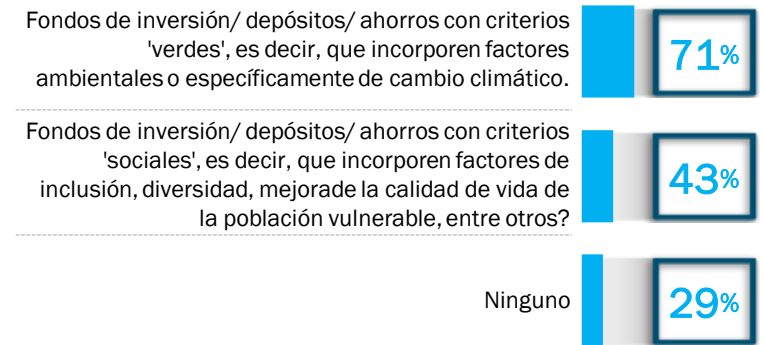 Fondos de inversión/ depósitos/ ahorros con criterios
'verdes', es decir, que incorporen factores
ambientales o específicamente de cambio climático.
71%
Fondos de inversión/ depósitos/ ahorros con criterios
'sociales', es decir, que incorporen factores de
inclusión, diversidad, mejorade la calidad de vida de
la población vulnerable, entre otros?
43%
Ninguno
29%